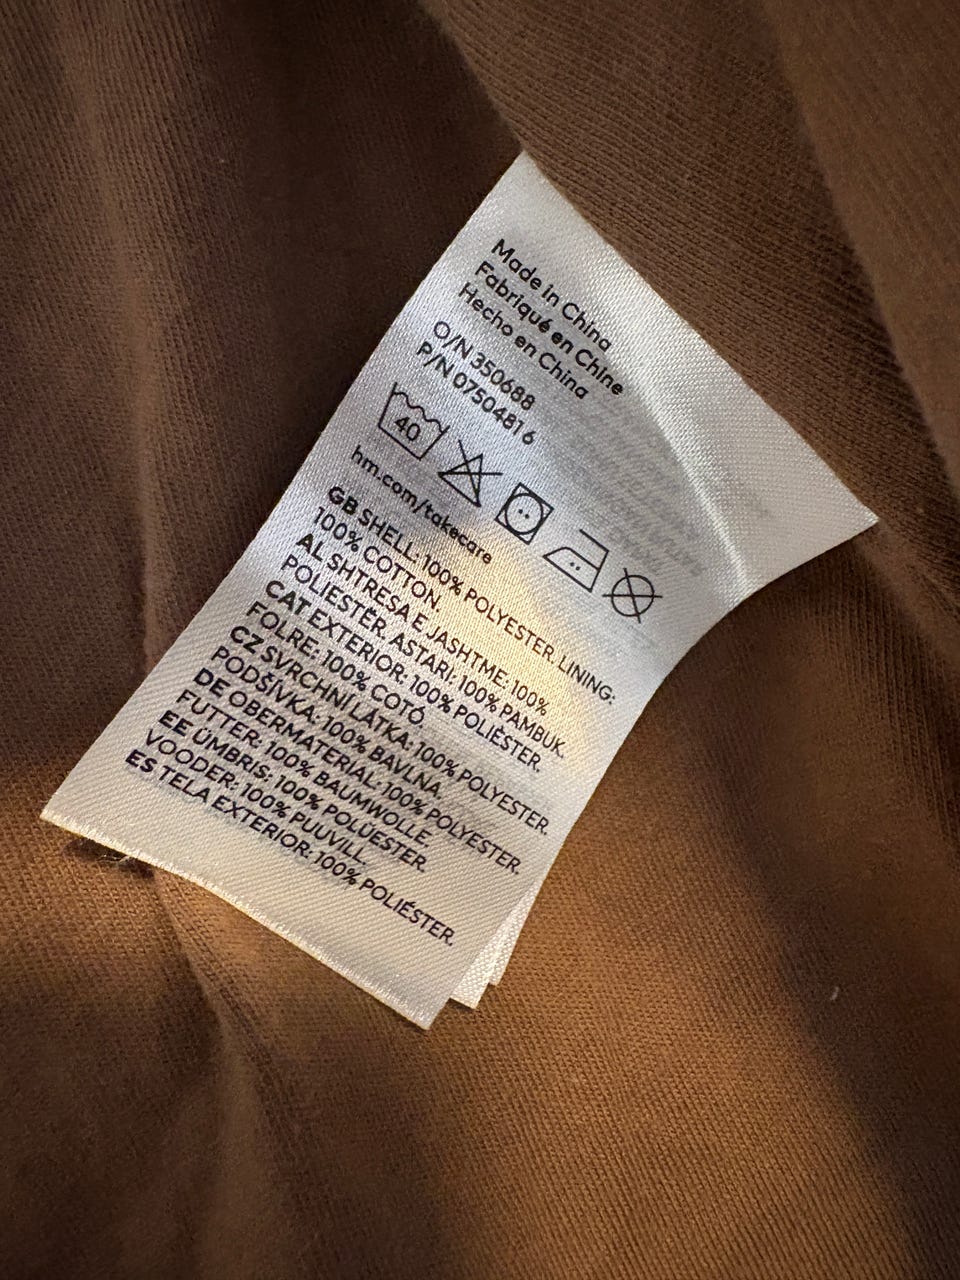 Made in China
Fabriqué en Chine
Hecho en China
O/N 350688
P/N 07504816
40
hm.com/takecare
GB SHELL: 100% POLYESTER. LINING:
100% COTTON.
AL SHTRESA E JASHTME: 100%
POLIESTËR. ASTARI: 100% PAMBUK.
CAT EXTERIOR: 100% POLIÈSTER.
FOLRE: 100% COTÓ.
CZ SVRCHNÍ LÁTKA: 100% POLYESTER.
PODŠÍVKA: 100% BAVLNA.
DE OBERMATERIAL: 100% POLYESTER.
FUTTER: 100% BAUMWOLLE.
EE ÜMBRIS: 100% POLÜESTER.
VOODER: 100% PUUVILL.
ES TELA EXTERIOR: 100% POLIÉSTER.